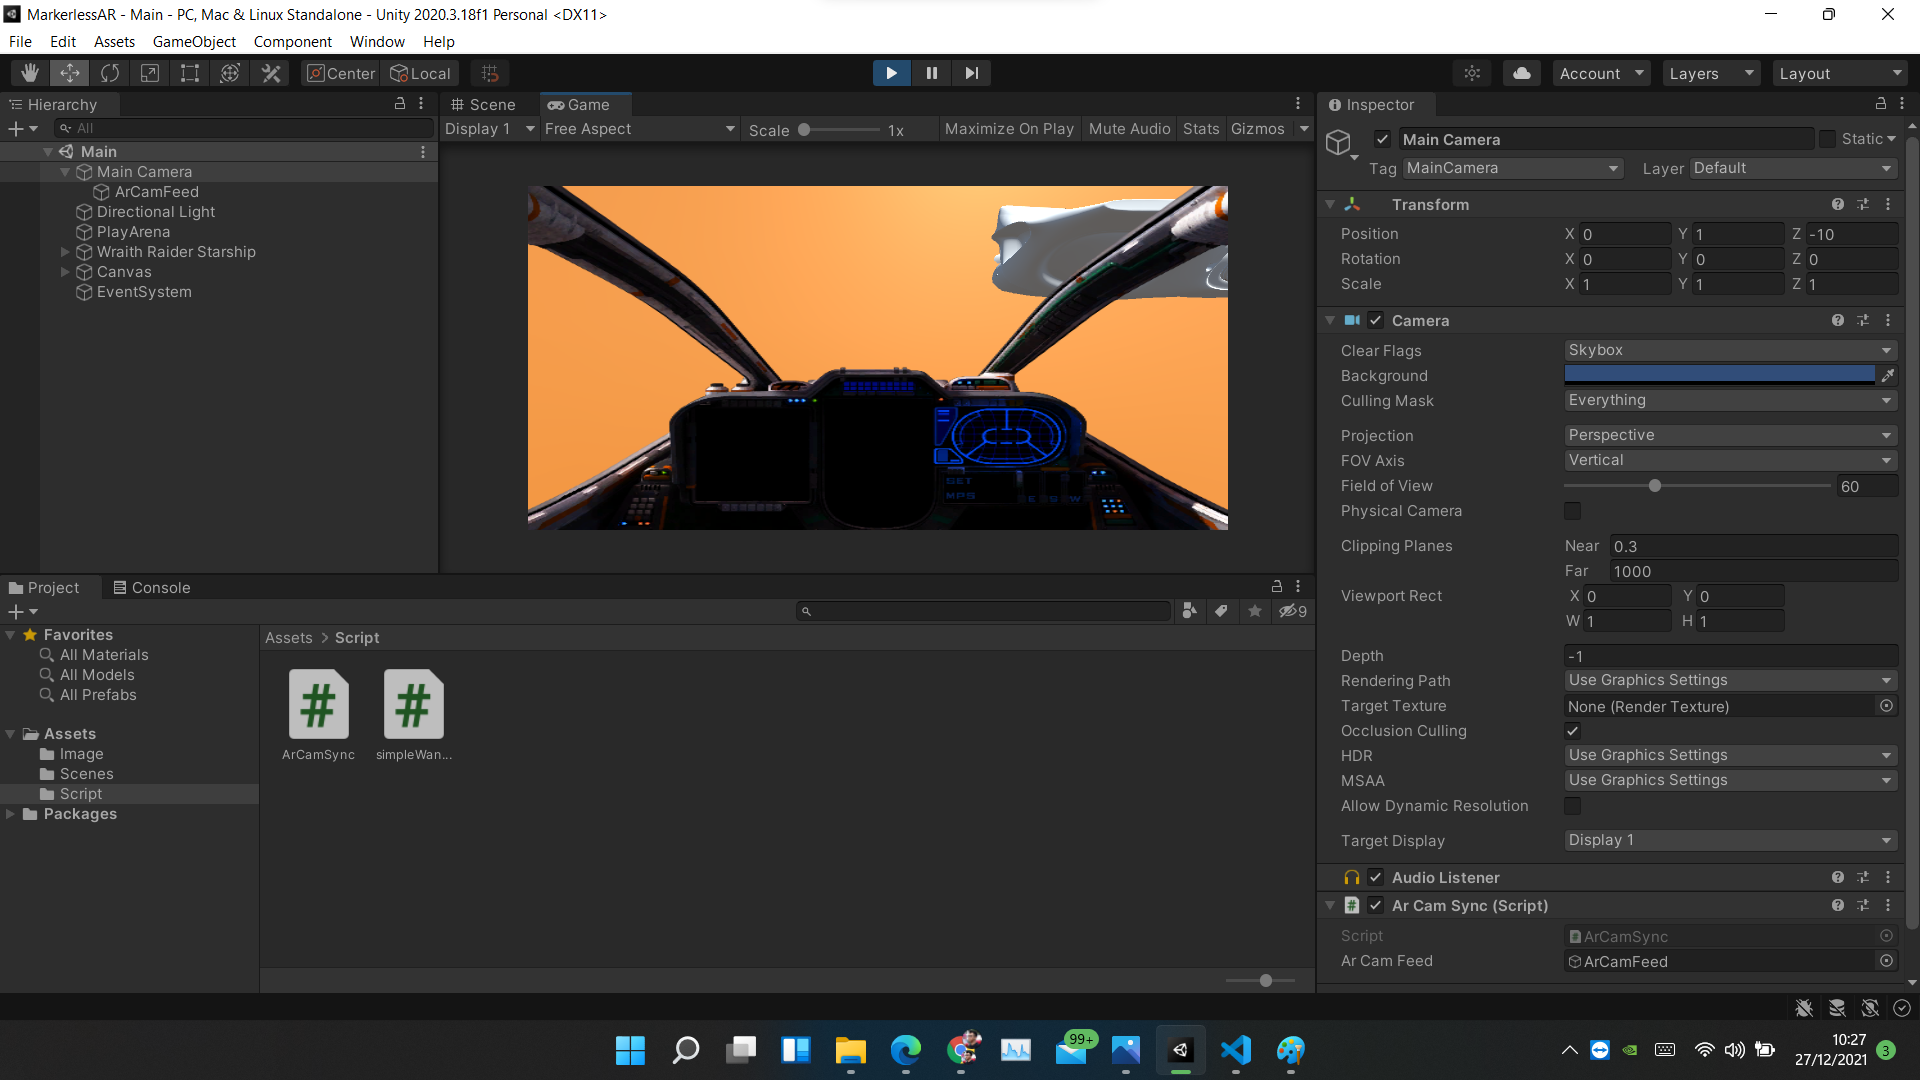 MarkerlessAR - Main - PC, Mac & Linux Standalone - Unity 2020.3.18f1 Personal <DX11>
File Edit Assets GameObject Component Window Help
Center Local Account Layers Layout
Hierarchy
All
Main
Main Camera
ArCamFeed
Directional Light
PlayArena
Wraith Raider Starship
Canvas
EventSystem
Scene Game
Display 1 Free Aspect Scale 1x Maximize On Play Mute Audio Stats Gizmos
SET
MPS
E S W
Project Console
9
Favorites
All Materials
All Models
All Prefabs
Assets
Image
Scenes
Script
Packages
Assets > Script
ArCamSync simpleWan...
Inspector
Main Camera Static
Tag MainCamera Layer Default
Transform
Position X 0 Y 1 Z -10
Rotation X 0 Y 0 Z 0
Scale X 1 Y 1 Z 1
Camera
Clear Flags Skybox
Background
Culling Mask Everything
Projection Perspective
FOV Axis Vertical
Field of View 60
Physical Camera
Clipping Planes Near 0.3
Far 1000
Viewport Rect X 0 Y 0
W 1 H 1
Depth -1
Rendering Path Use Graphics Settings
Target Texture None (Render Texture)
Occlusion Culling
HDR Use Graphics Settings
MSAA Use Graphics Settings
Allow Dynamic Resolution
Target Display Display 1
Audio Listener
Ar Cam Sync (Script)
Script ArCamSync
Ar Cam Feed ArCamFeed
99+
10:27
27/12/2021
3